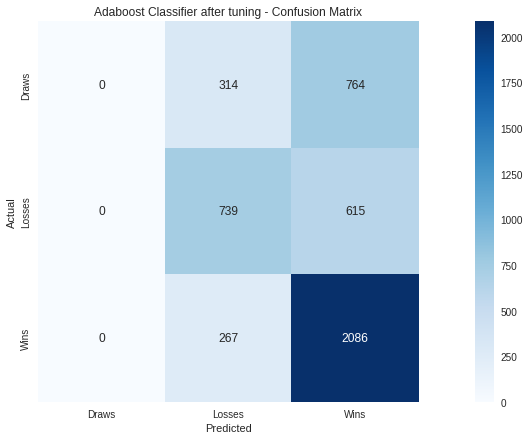 Adaboost Classifier after tuning - Confusion Matrix
Actual
Draws
0 314 764
Losses
0 739 615
Wins
0 267 2086
Draws Losses Wins
Predicted
2000
1750
1500
1250
1000
750
500
250
0